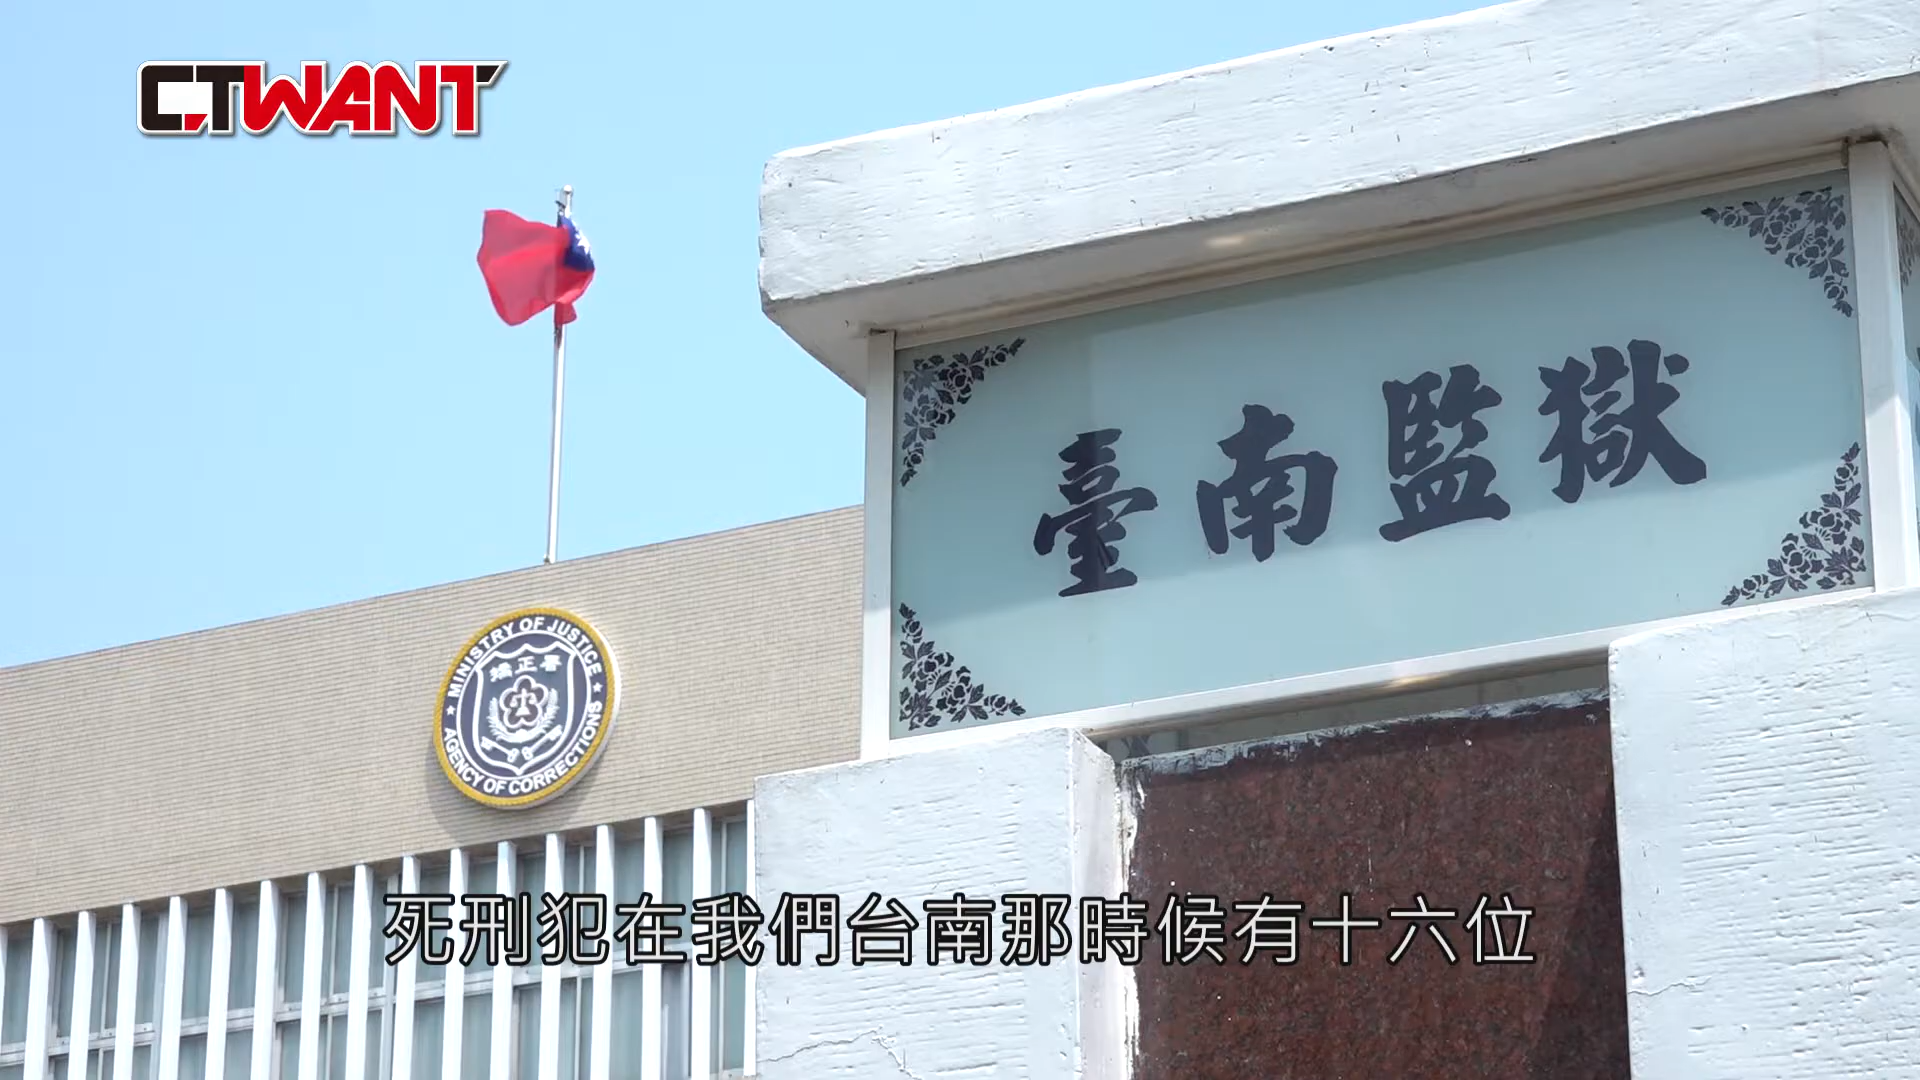 CTWANT
臺南監獄
MINISTRY OF JUSTICE
矯正署
AGENCY OF CORRECTIONS
死刑犯在我們台南那時候有十六位